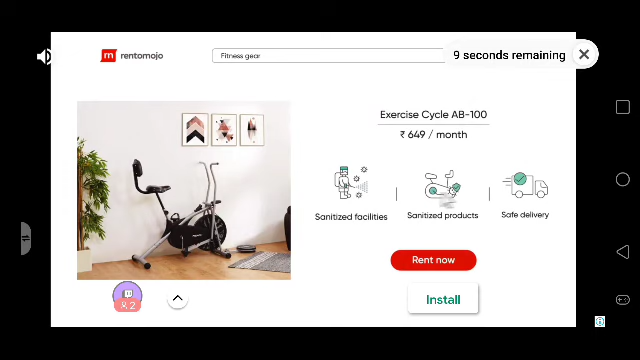 m rentomojo
Fitness gear
9 seconds remaining
Exercise Cycle AB-100
₹ 649 / month
Sanitized facilities
Sanitized products
Safe delivery
Rent now
2
Install